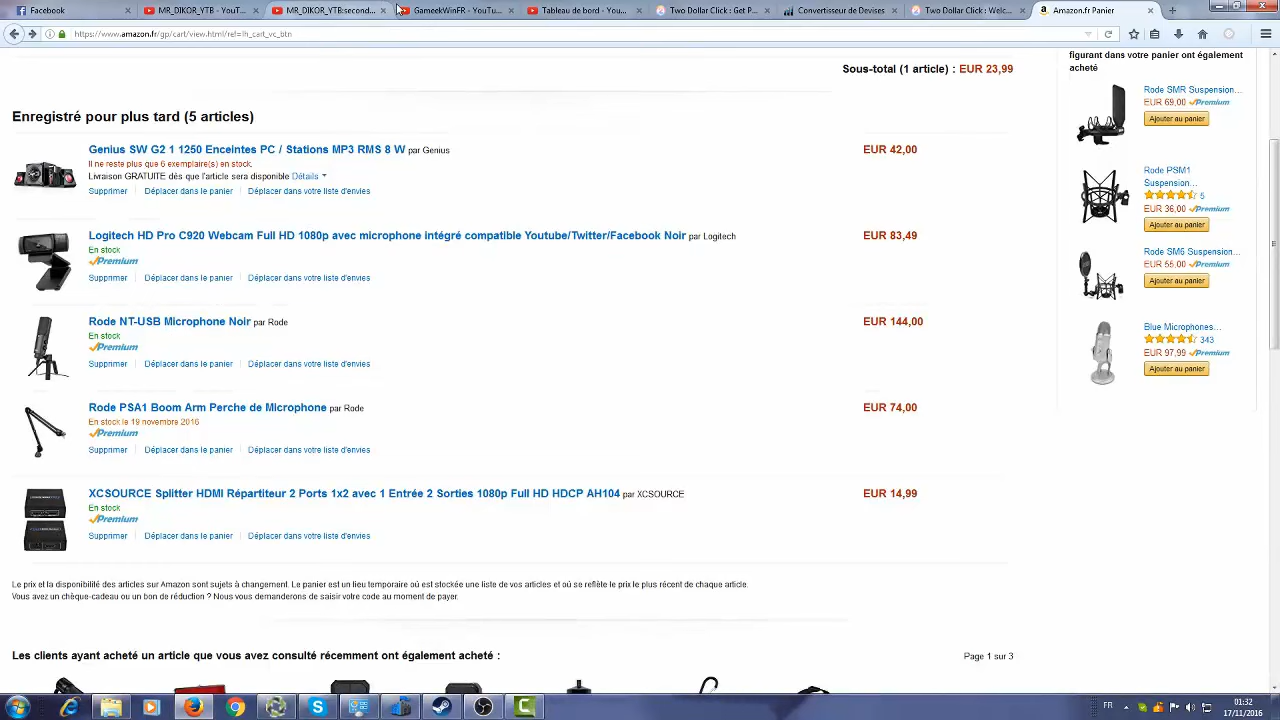 Facebook
MR_DIKOR_YTB - YouT...
MR_DIKOR_YTB second...
GameekWinFR - YouTu...
Tableau de bord - You...
Two Dollar Click : Get P...
Convertisseur de Devises
Two Dollar Click : Welc...
Amazon.fr Panier
https://www.amazon.fr/gp/cart/view.html/ref=lh_cart_vc_btn
Sous-total (1 article) : EUR 23,99
Enregistré pour plus tard (5 articles)
Genius SW G2 1 1250 Enceintes PC / Stations MP3 RMS 8 W par Genius
EUR 42,00
Il ne reste plus que 6 exemplaire(s) en stock.
Livraison GRATUITE dès que l'article sera disponible Détails
Supprimer Déplacer dans le panier Déplacer dans votre liste d'envies
Logitech HD Pro C920 Webcam Full HD 1080p avec microphone intégré compatible Youtube/Twitter/Facebook Noir par Logitech
EUR 83,49
En stock
Premium
Supprimer Déplacer dans le panier Déplacer dans votre liste d'envies
Rode NT-USB Microphone Noir par Rode
EUR 144,00
En stock
Premium
Supprimer Déplacer dans le panier Déplacer dans votre liste d'envies
Rode PSA1 Boom Arm Perche de Microphone par Rode
EUR 74,00
En stock le 19 novembre 2016
Premium
Supprimer Déplacer dans le panier Déplacer dans votre liste d'envies
XCSOURCE Splitter HDMI Répartiteur 2 Ports 1x2 avec 1 Entrée 2 Sorties 1080p Full HD HDCP AH104 par XCSOURCE
EUR 14,99
En stock
Premium
Supprimer Déplacer dans le panier Déplacer dans votre liste d'envies
Le prix et la disponibilité des articles sur Amazon sont sujets à changement. Le panier est un lieu temporaire où est stockée une liste de vos articles et où se reflète le prix le plus récent de chaque article.
Vous avez un chèque-cadeau ou un bon de réduction ? Nous vous demanderons de saisir votre code au moment de payer.
Les clients ayant acheté un article que vous avez consulté récemment ont également acheté :
Page 1 sur 3
figurant dans votre panier ont également
acheté
Rode SMR Suspension...
EUR 69,00 Premium
Ajouter au panier
Rode PSM1
Suspension...
5
EUR 36,00 Premium
Ajouter au panier
Rode SM6 Suspension...
EUR 55,00 Premium
Ajouter au panier
Blue Microphones...
343
EUR 97,99 Premium
Ajouter au panier
FR
01:32
17/11/2016